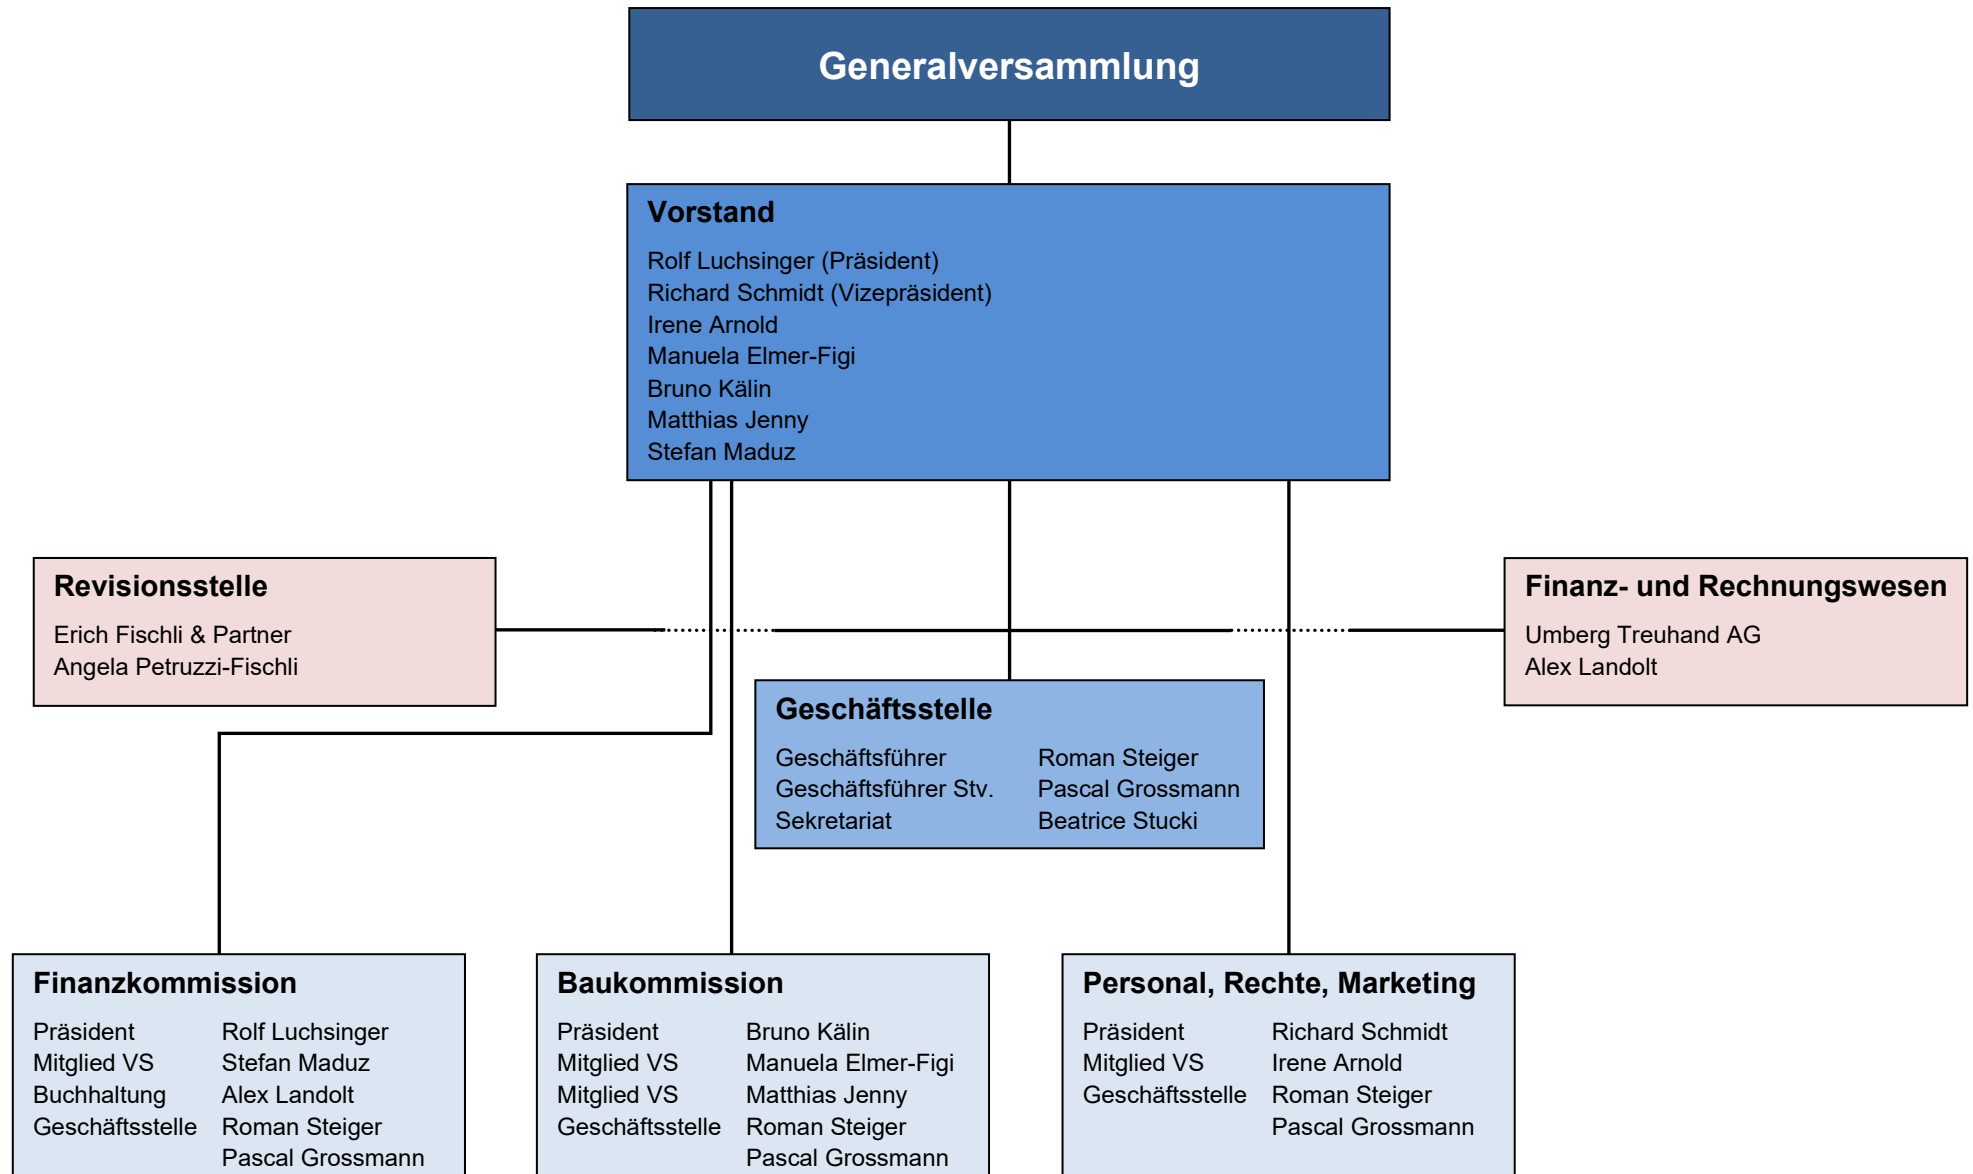 Generalversammlung
Vorstand
Rolf Luchsinger (Präsident)
Richard Schmidt (Vizepräsident)
Irene Arnold
Manuela Elmer-Figi
Bruno Kälin
Matthias Jenny
Stefan Maduz
Revisionsstelle
Erich Fischli & Partner
Angela Petruzzi-Fischli
Finanz- und Rechnungswesen
Umberg Treuhand AG
Alex Landolt
Geschäftsstelle
Geschäftsführer Roman Steiger
Geschäftsführer Stv. Pascal Grossmann
Sekretariat Beatrice Stucki
Finanzkommission
Präsident Rolf Luchsinger
Mitglied VS Stefan Maduz
Buchhaltung Alex Landolt
Geschäftsstelle Roman Steiger
Pascal Grossmann
Baukommission
Präsident Bruno Kälin
Mitglied VS Manuela Elmer-Figi
Mitglied VS Matthias Jenny
Geschäftsstelle Roman Steiger
Pascal Grossmann
Personal, Rechte, Marketing
Präsident Richard Schmidt
Mitglied VS Irene Arnold
Geschäftsstelle Roman Steiger
Pascal Grossmann